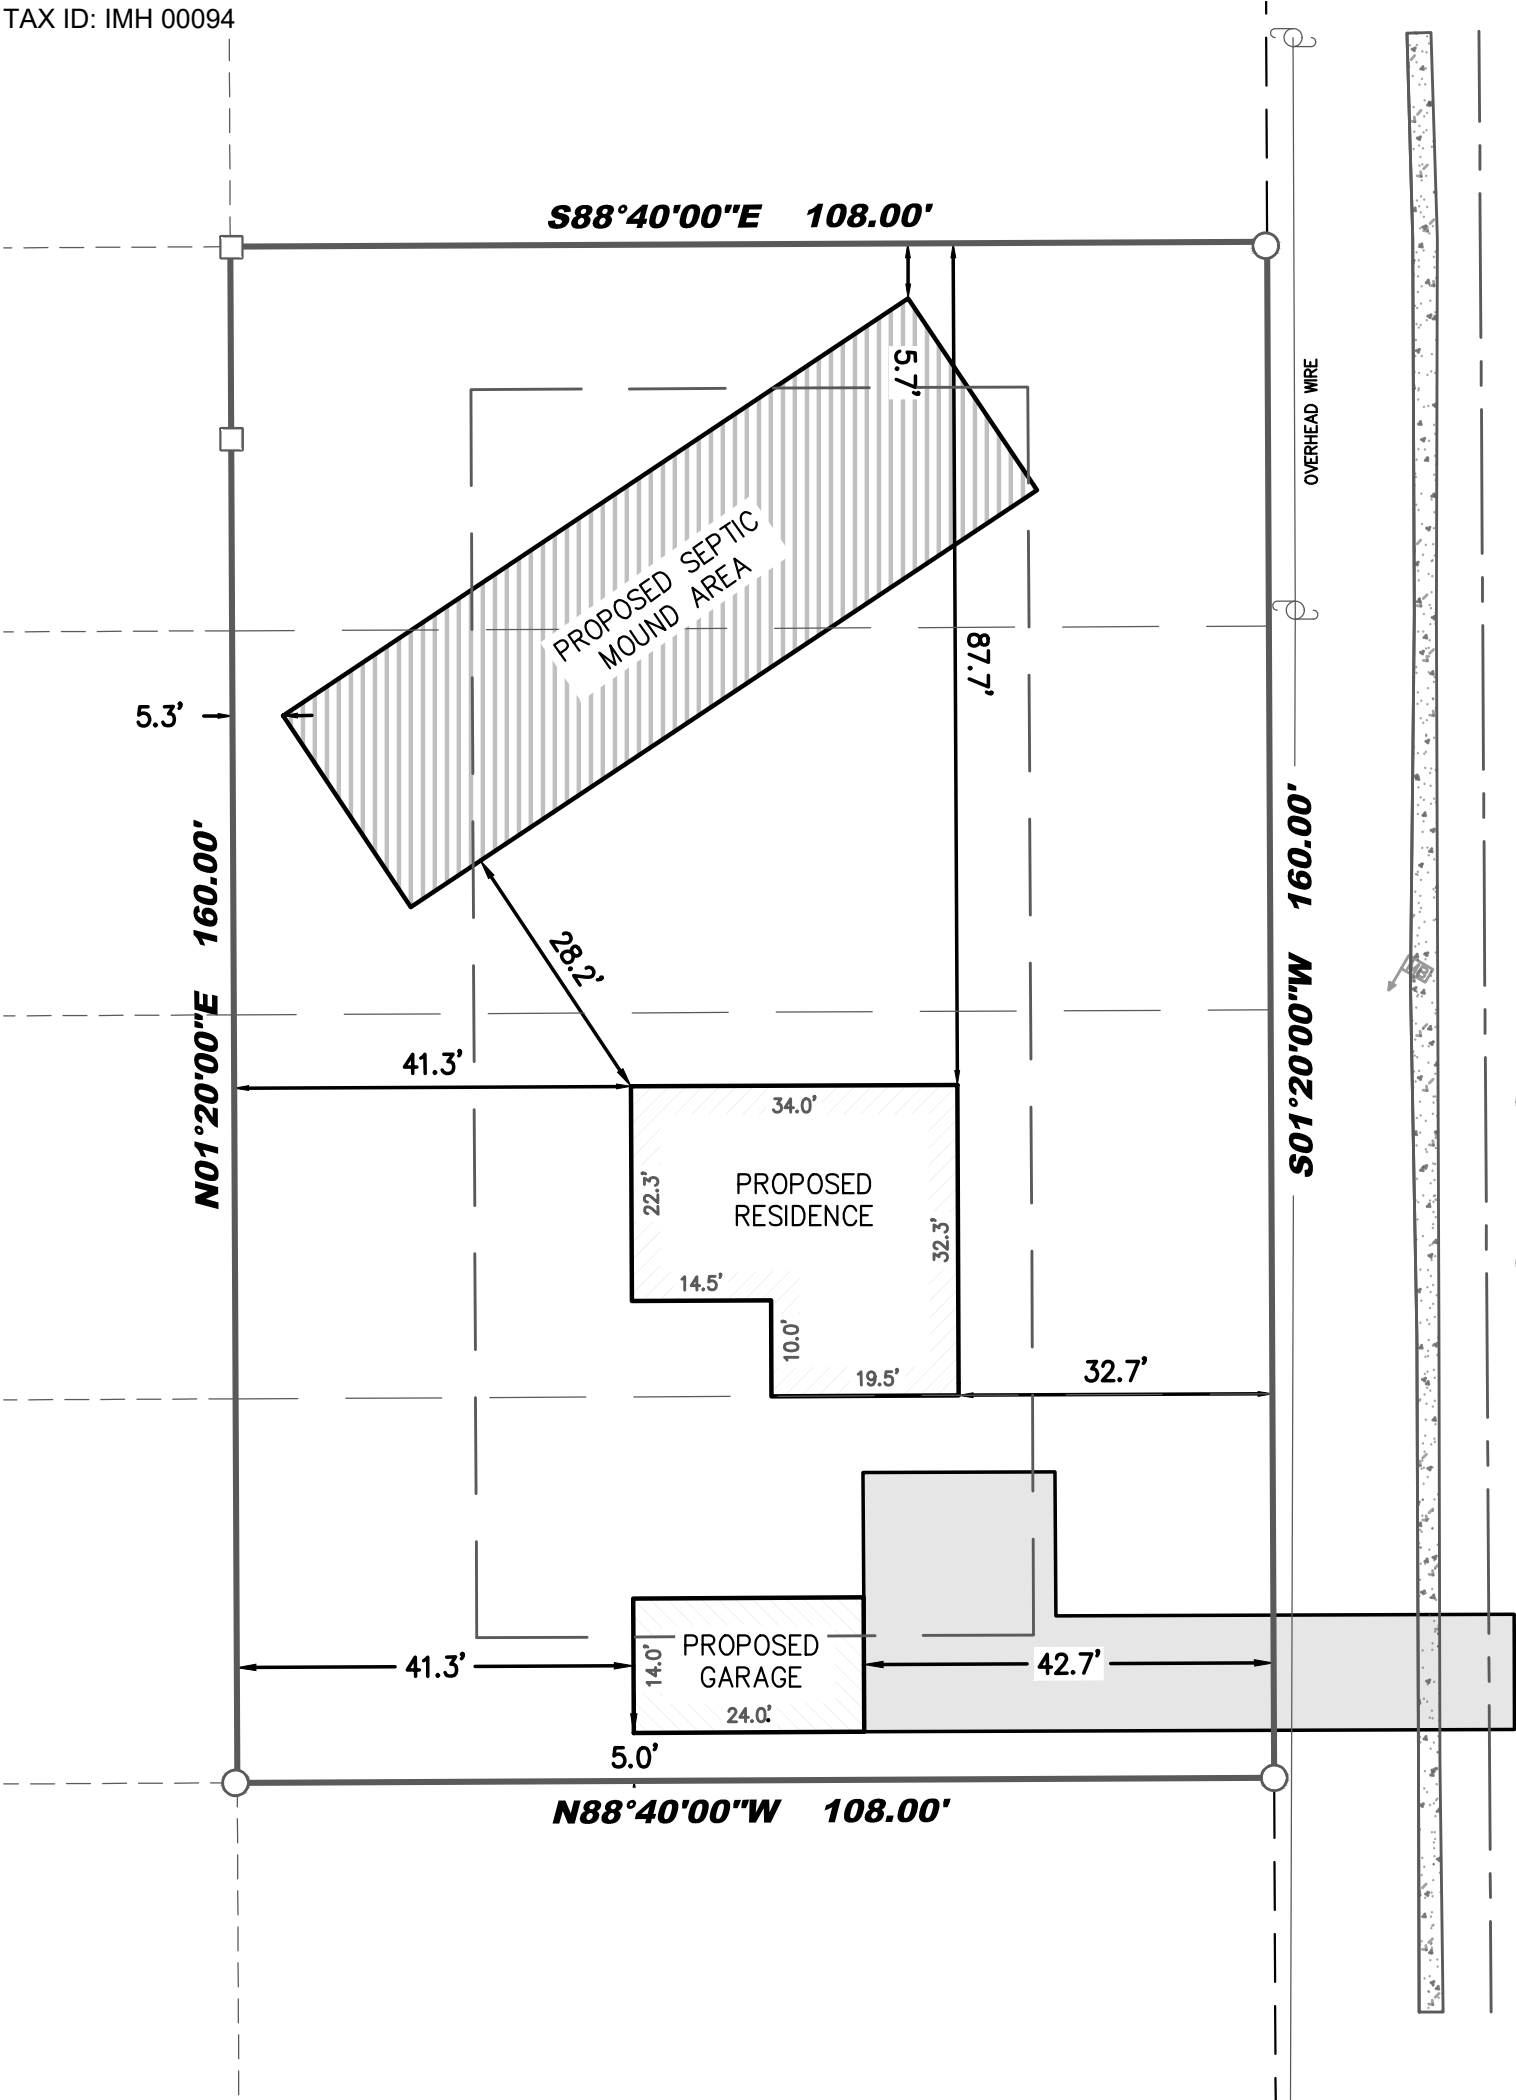 TAX ID: IMH 00094
S88°40'00"E 108.00'
5.7'
OVERHEAD WIRE
PROPOSED SEPTIC
MOUND AREA
87.7'
5.3'
N01°20'00"E 160.00'
S01°20'00"W 160.00'
MB
28.2'
41.3'
34.0'
22.3'
PROPOSED
RESIDENCE
32.3'
14.5'
10.0'
19.5'
32.7'
41.3'
14.0'
PROPOSED
GARAGE
24.0'
42.7'
5.0'
N88°40'00"W 108.00'